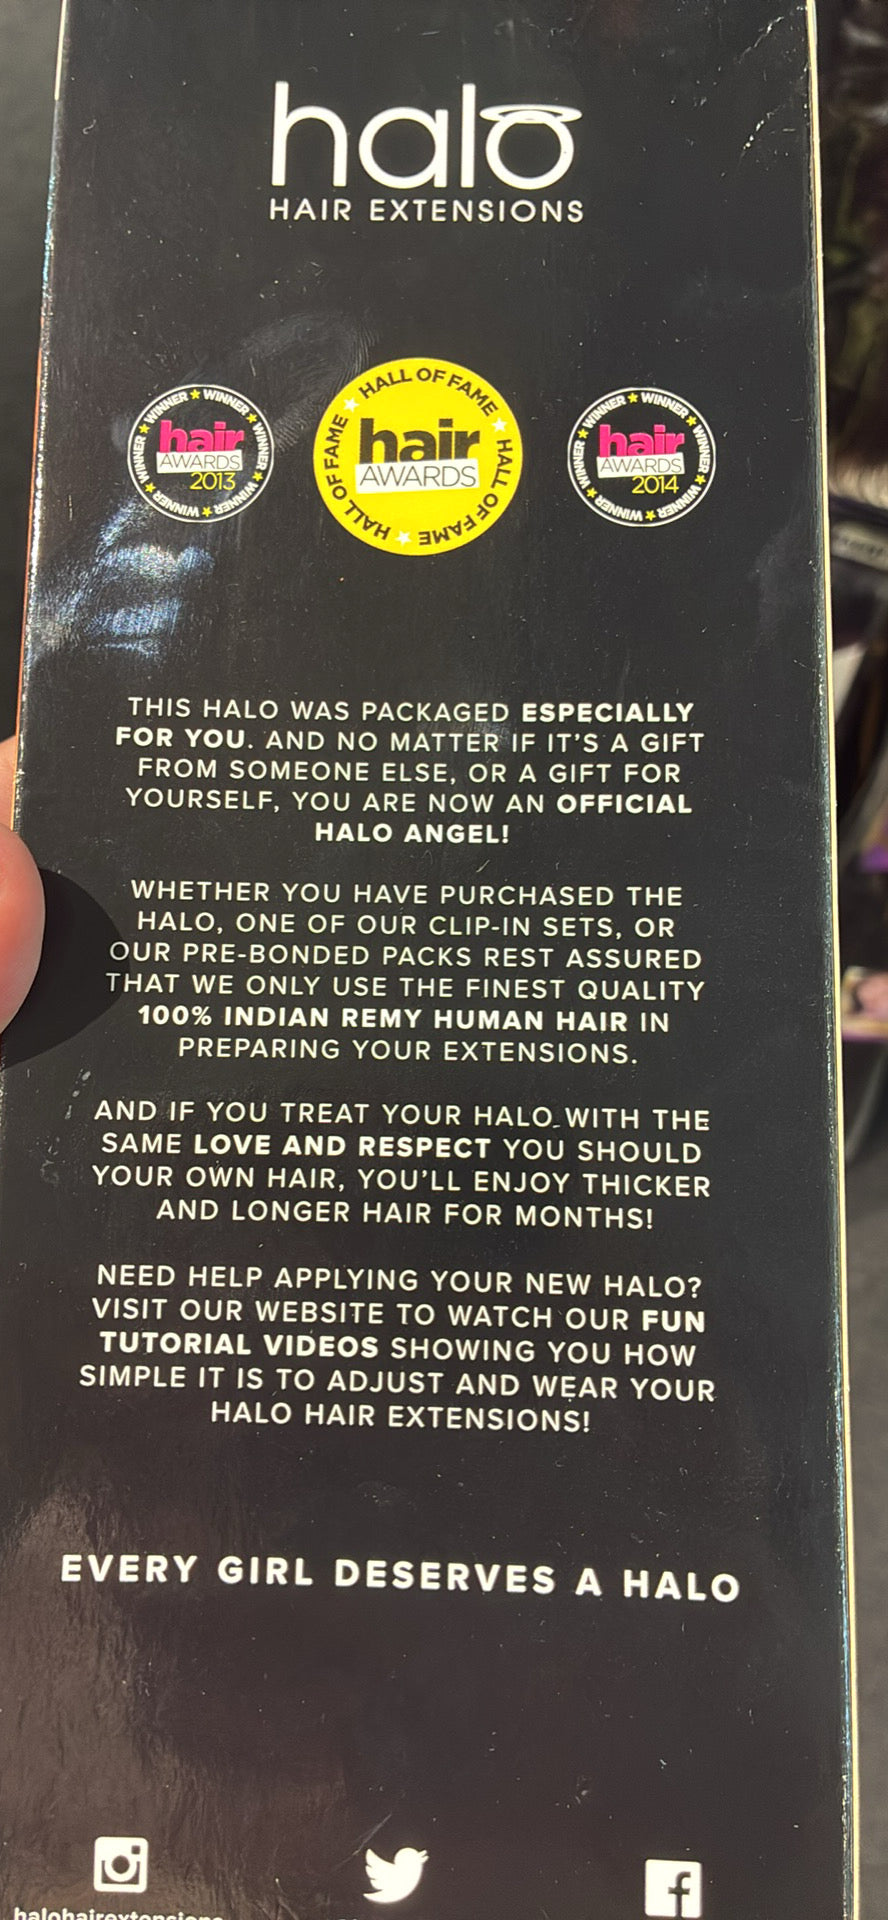 halo
HAIR EXTENSIONS
WINNER ★ WINNER ★ WINNER ★ WINNER ★ WINNER ★
hair
AWARDS
2013
HALL OF FAME ★ HALL OF FAME ★ HALL OF FAME ★
hair
AWARDS
WINNER ★ WINNER ★ WINNER ★ WINNER ★ WINNER ★
hair
AWARDS
2014
THIS HALO WAS PACKAGED ESPECIALLY
FOR YOU. AND NO MATTER IF IT'S A GIFT
FROM SOMEONE ELSE, OR A GIFT FOR
YOURSELF, YOU ARE NOW AN OFFICIAL
HALO ANGEL!
WHETHER YOU HAVE PURCHASED THE
HALO, ONE OF OUR CLIP-IN SETS, OR
OUR PRE-BONDED PACKS REST ASSURED
THAT WE ONLY USE THE FINEST QUALITY
100% INDIAN REMY HUMAN HAIR IN
PREPARING YOUR EXTENSIONS.
AND IF YOU TREAT YOUR HALO WITH THE
SAME LOVE AND RESPECT YOU SHOULD
YOUR OWN HAIR, YOU'LL ENJOY THICKER
AND LONGER HAIR FOR MONTHS!
NEED HELP APPLYING YOUR NEW HALO?
VISIT OUR WEBSITE TO WATCH OUR FUN
TUTORIAL VIDEOS SHOWING YOU HOW
SIMPLE IT IS TO ADJUST AND WEAR YOUR
HALO HAIR EXTENSIONS!
EVERY GIRL DESERVES A HALO
halohairextensions